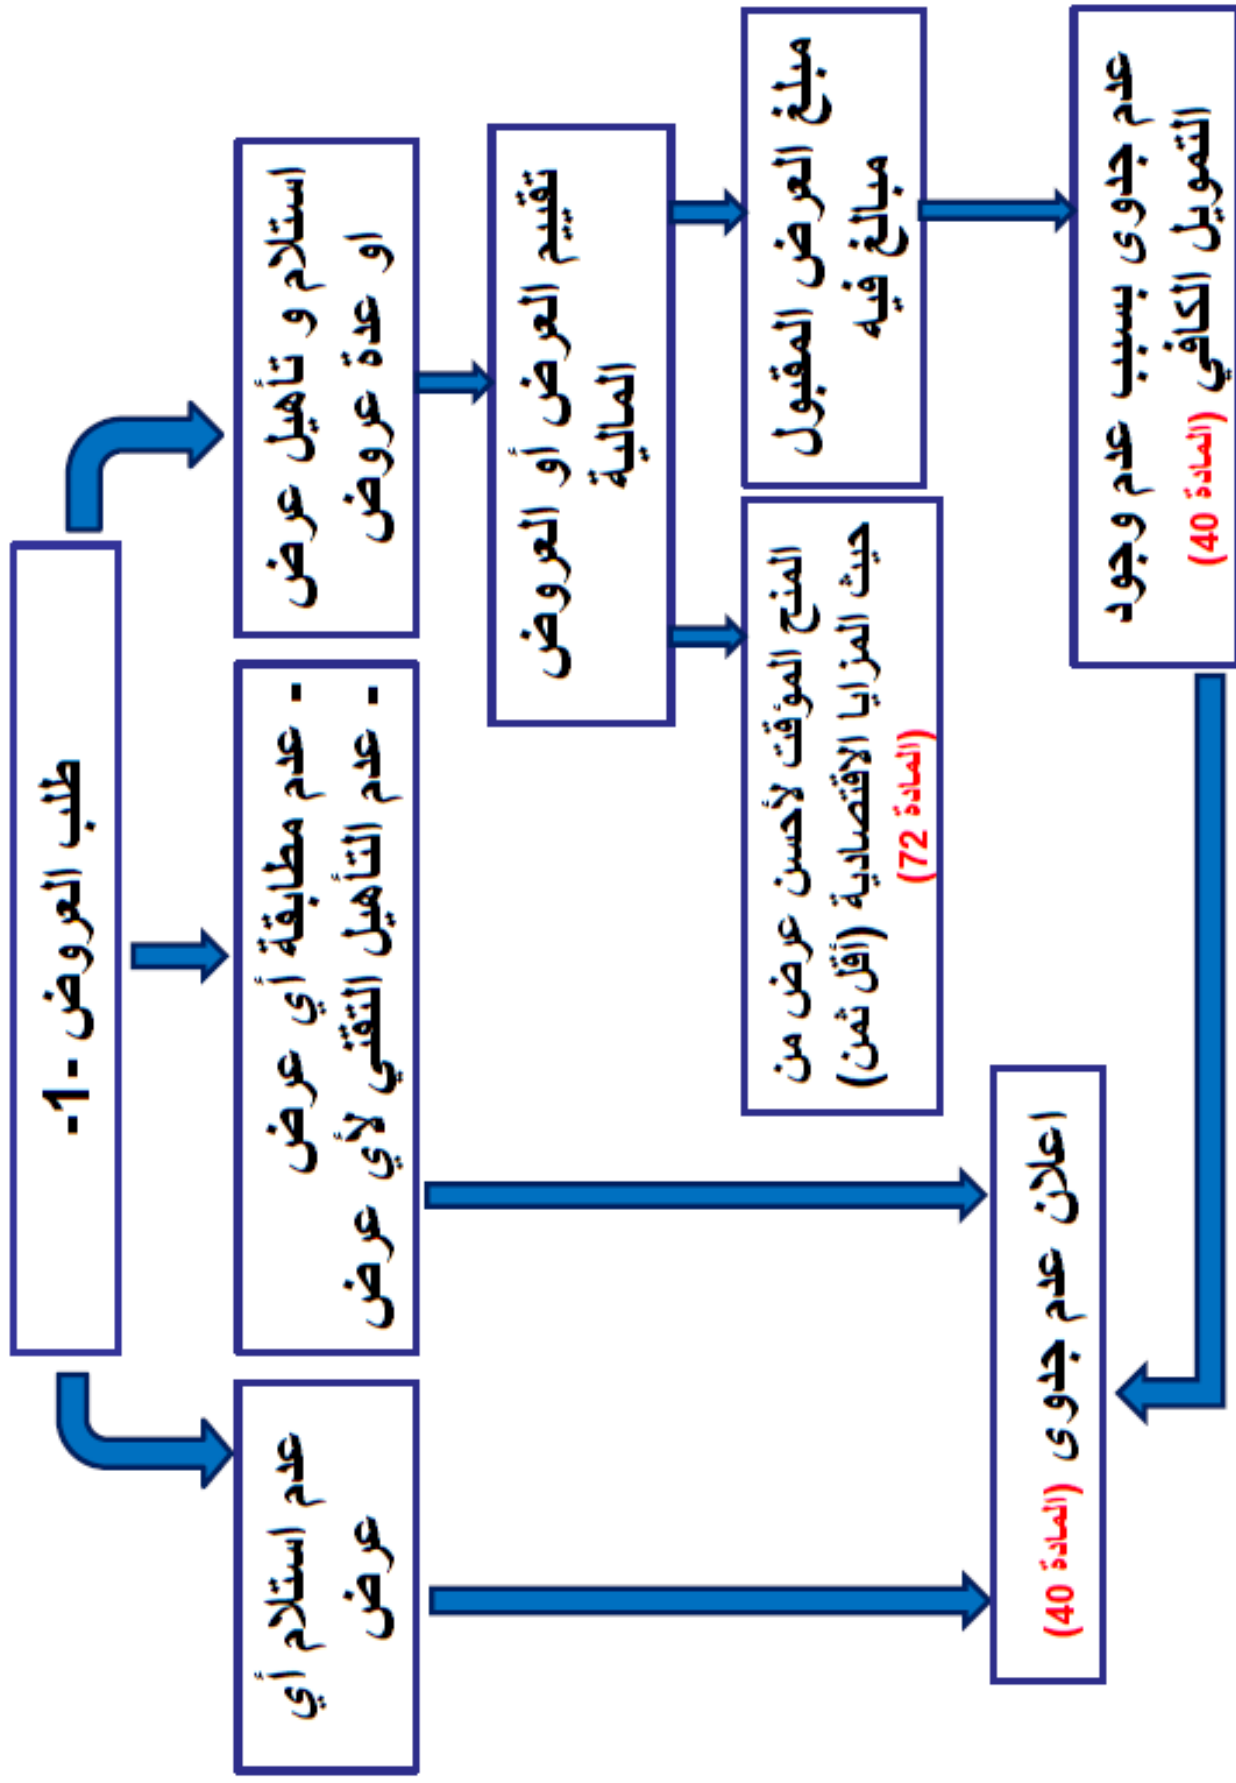 طلب العروض -1-
استلام و تأهيل عرض
او عدة عروض
- عدم مطابقة أي عرض
- عدم التأهيل التقني لأي عرض
عدم استلام أي
عرض
تقييم العرض أو العروض
المالية
مبلغ العرض المقبول
مبالغ فيه
المنح المؤقت لأحسن عرض من
حيث المزايا الاقتصادية (أقل ثمن)
(المادة 72)
عدم جدوى بسبب عدم وجود
التمويل الكافي (المادة 40)
اعلان عدم جدوى (المادة 40)